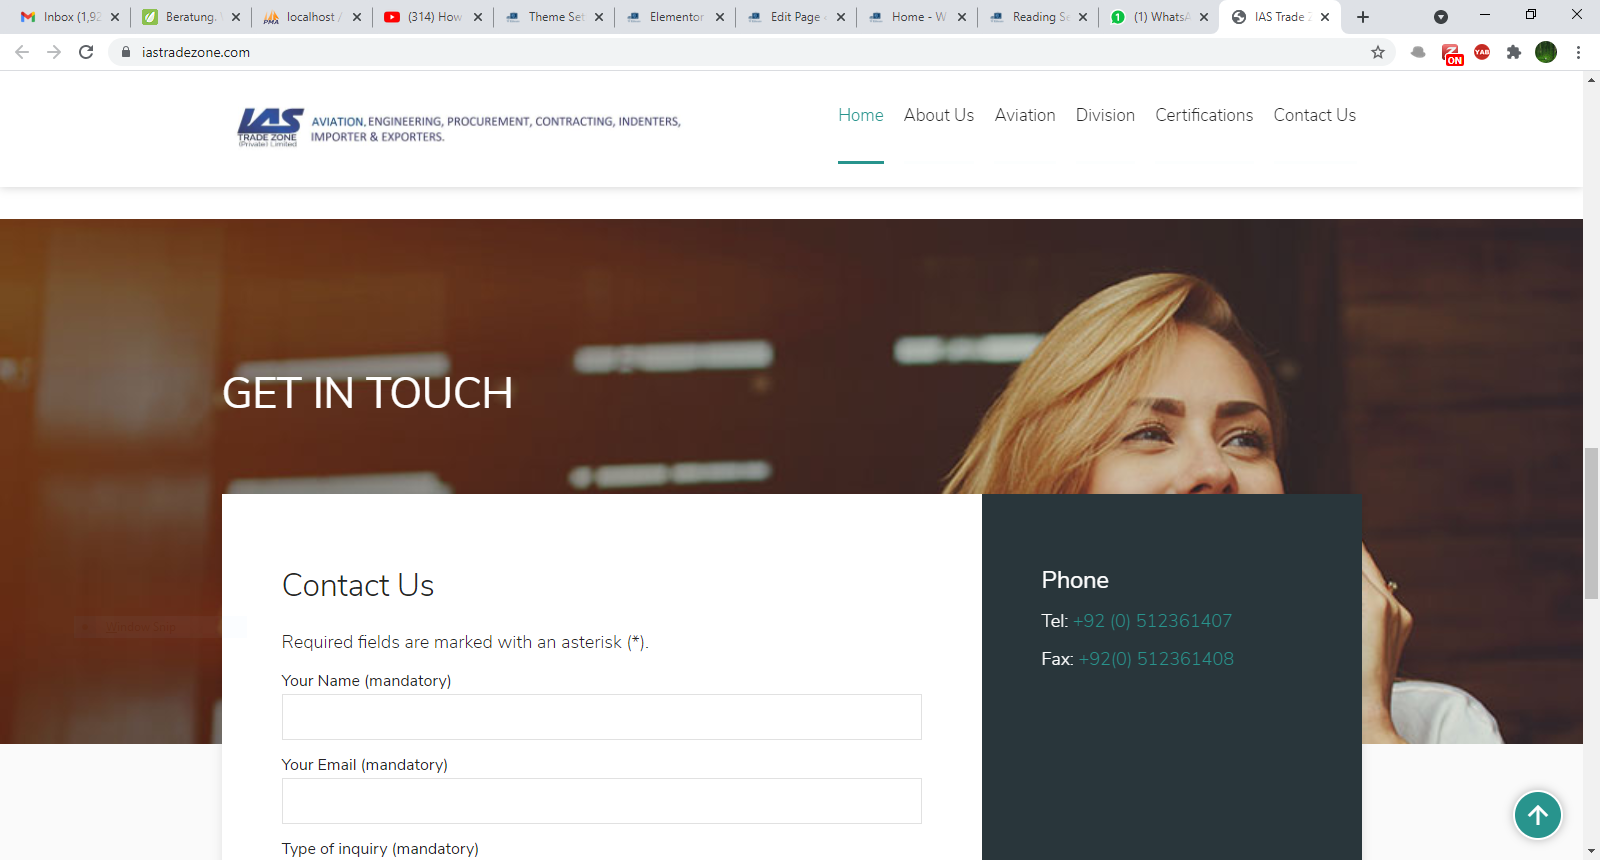 Inbox (1,92
Beratung.
localhost /
(314) How
Theme Set
Elementor
Edit Page
Home - W
Reading Se
(1) WhatsA
IAS Trade Z
iastradezone.com
ON
YAB
IAS
TRADE ZONE
(Private) Limited
AVIATION, ENGINEERING, PROCUREMENT, CONTRACTING, INDENTERS,
IMPORTER & EXPORTERS.
Home
About Us
Aviation
Division
Certifications
Contact Us
GET IN TOUCH
Contact Us
Required fields are marked with an asterisk (*).
Your Name (mandatory)
Your Email (mandatory)
Type of inquiry (mandatory)
Phone
Tel: +92 (0) 512361407
Fax: +92(0) 512361408